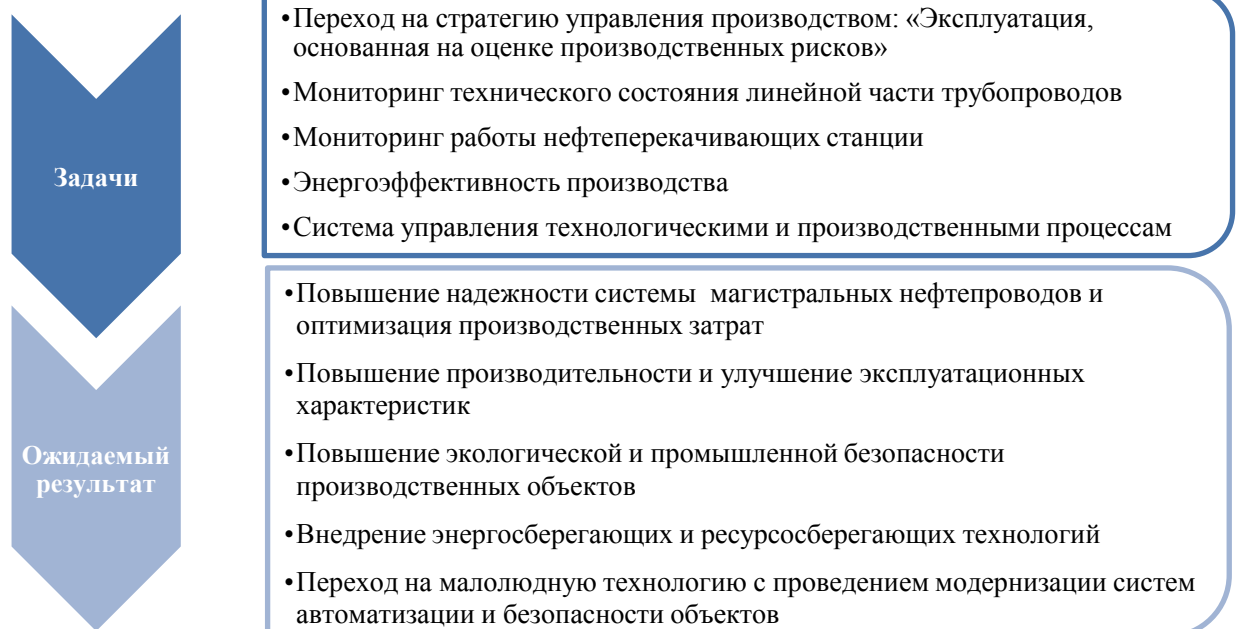 •Переход на стратегию управления производством: «Эксплуатация,
основанная на оценке производственных рисков»
•Мониторинг технического состояния линейной части трубопроводов
•Мониторинг работы нефтеперекачивающих станции
Задачи
•Энергоэффективность производства
•Система управления технологическими и производственными процессам
•Повышение надежности системы  магистральных нефтепроводов и
оптимизация производственных затрат
•Повышение производительности и улучшение эксплуатационных
характеристик
Ожидаемый
результат
•Повышение экологической и промышленной безопасности
производственных объектов
•Внедрение энергосберегающих и ресурсосберегающих технологий
•Переход на малолюдную технологию с проведением модернизации систем
автоматизации и безопасности объектов